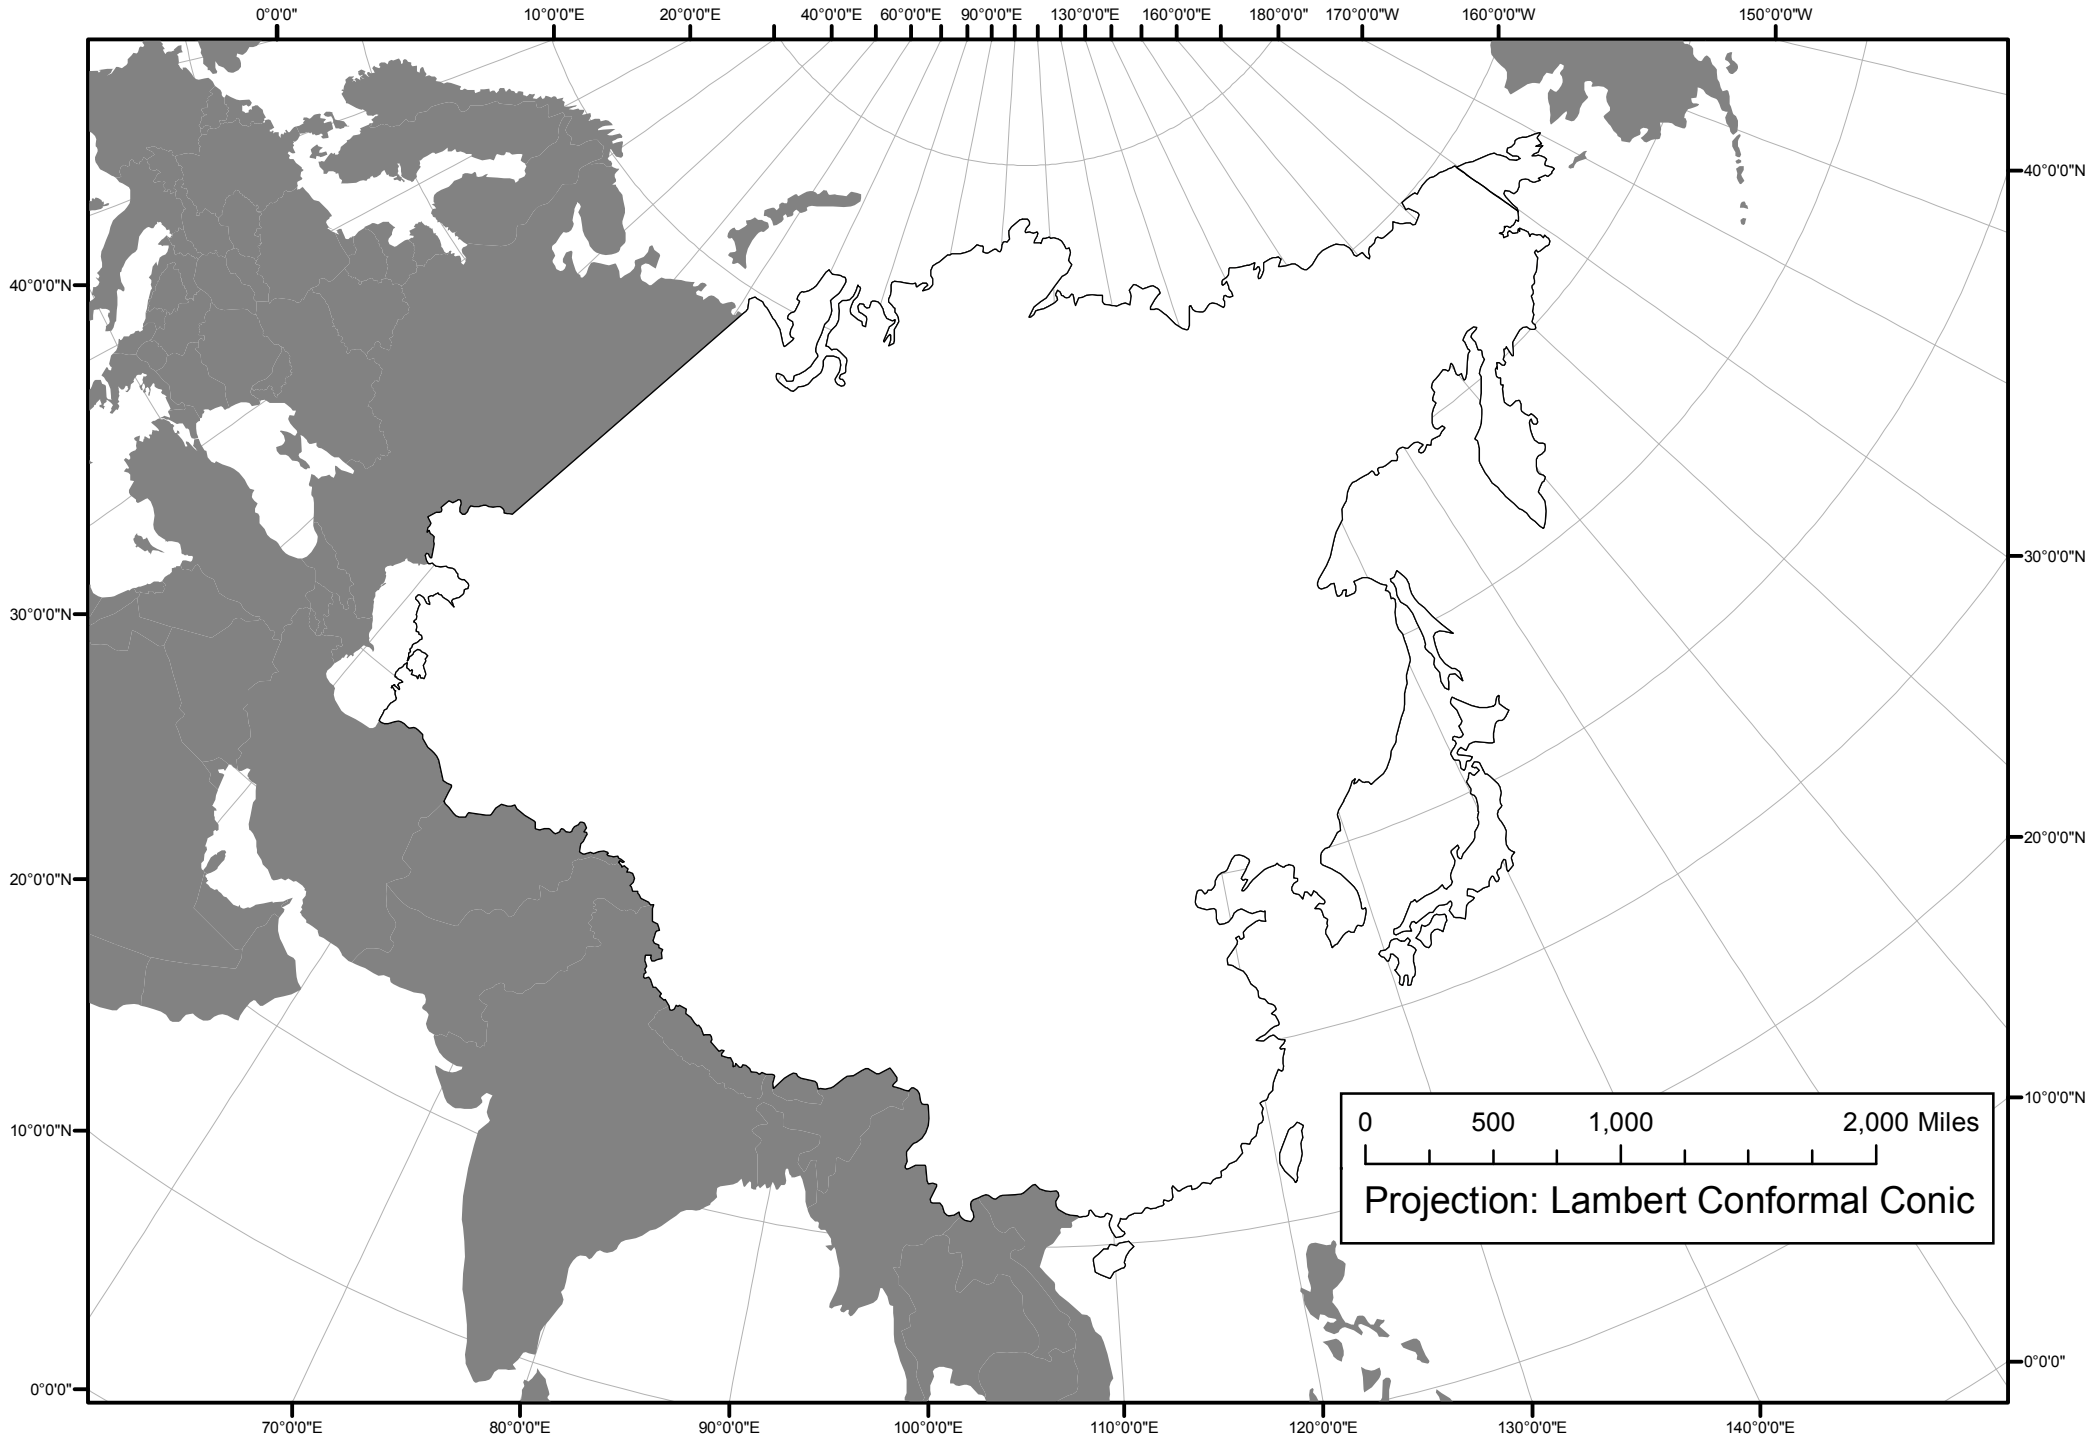 0°0'0" 10°0'0"E 20°0'0"E 40°0'0"E 60°0'0"E 90°0'0"E 130°0'0"E 160°0'0"E 180°0'0" 170°0'0"W 160°0'0"W 150°0'0"W
40°0'0"N
40°0'0"N
30°0'0"N
30°0'0"N
20°0'0"N
20°0'0"N
10°0'0"N
0 500 1,000 2,000 Miles
10°0'0"N
Projection: Lambert Conformal Conic
0°0'0"
0°0'0"
70°0'0"E 80°0'0"E 90°0'0"E 100°0'0"E 110°0'0"E 120°0'0"E 130°0'0"E 140°0'0"E